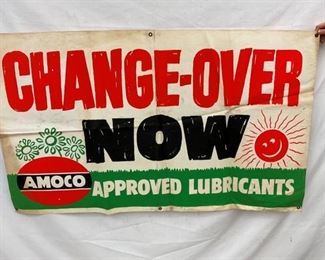 CHANGE-OVER
NOW
AMOCO
APPROVED LUBRICANTS